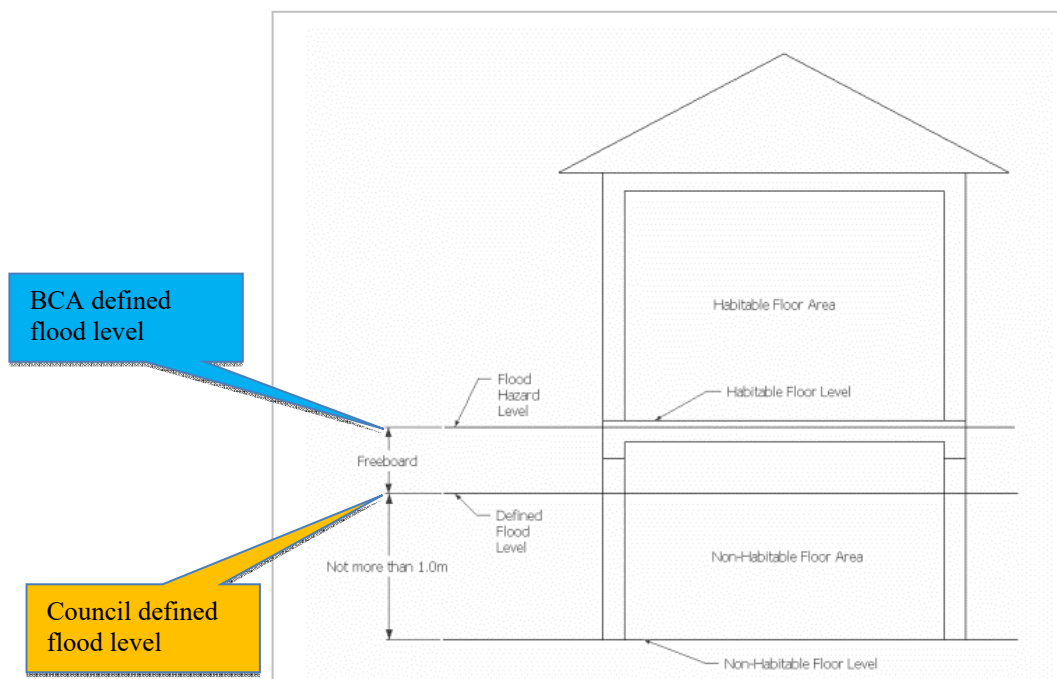 BCA defined
flood level
Habitable Floor Area
Flood
Hazard
Level
Habitable Floor Level
Freeboard
Defined
Flood
Level
Not more than 1.0m
Non-Habitable Floor Area
Council defined
flood level
Non-Habitable Floor Level